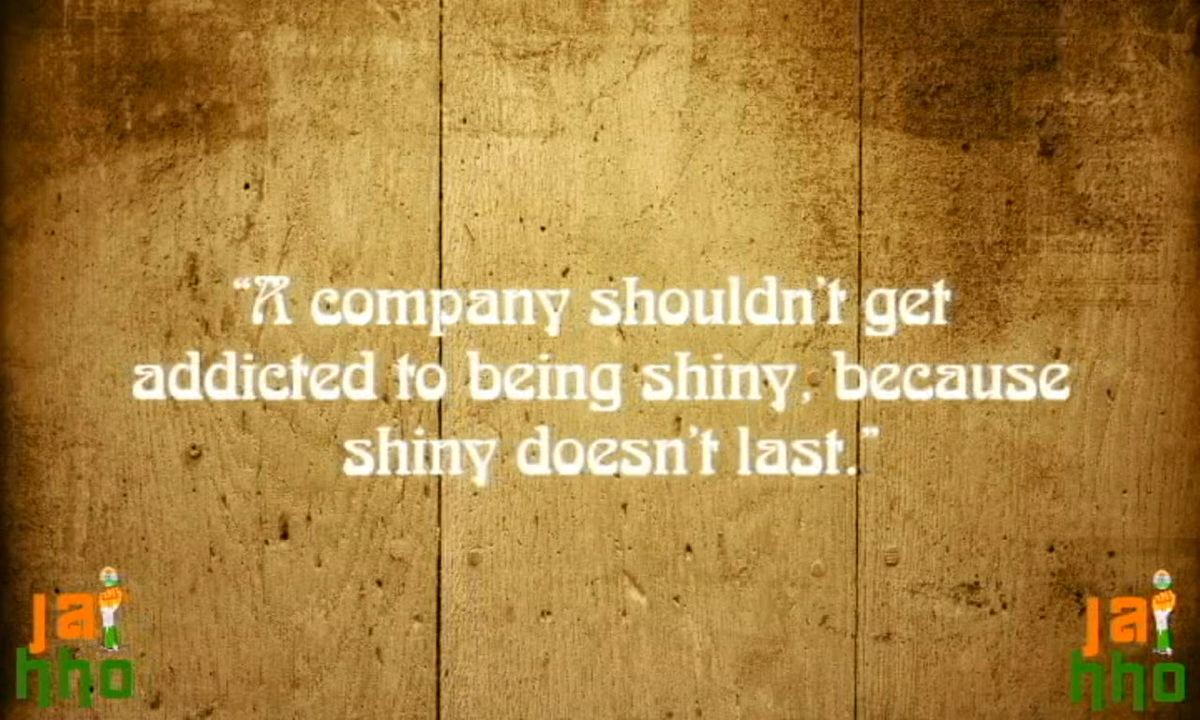 “A company shouldn’t get
addicted to being shiny, because
shiny doesn’t last.”
jai
hho
jai
hho